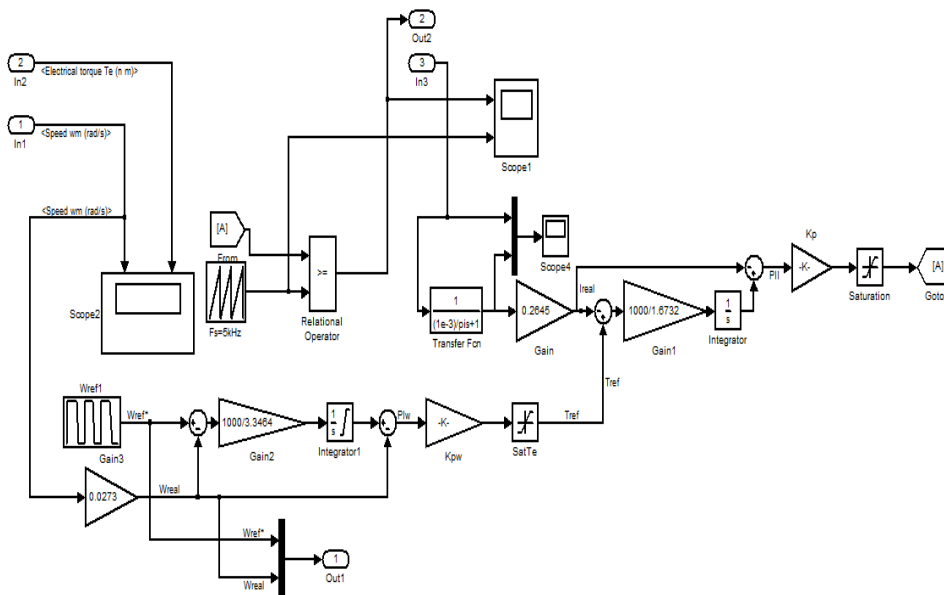 2
Out2
2
In2
<Electrical torque Te (n m)>
3
In3
1
In1
<Speed wm (rad/s)>
Scope1
<Speed wm (rad/s)>
[A]
From
>=
Relational
Operator
Fs=5kHz
Scope2
Scope4
Kp
-K-
PII
Saturation
[A]
Goto
1
(1e-3)/pis+1
Transfer Fcn
0.2645
Gain
Ireal
1000/1.6732
Gain1
1
s
Integrator
Tref
Wref1
Wref*
Gain3
1000/3.3464
Gain2
1
s
Integrator1
PIw
-K-
Kpw
SatTe
Tref
0.0273
Wreal
Wref*
Wreal
1
Out1